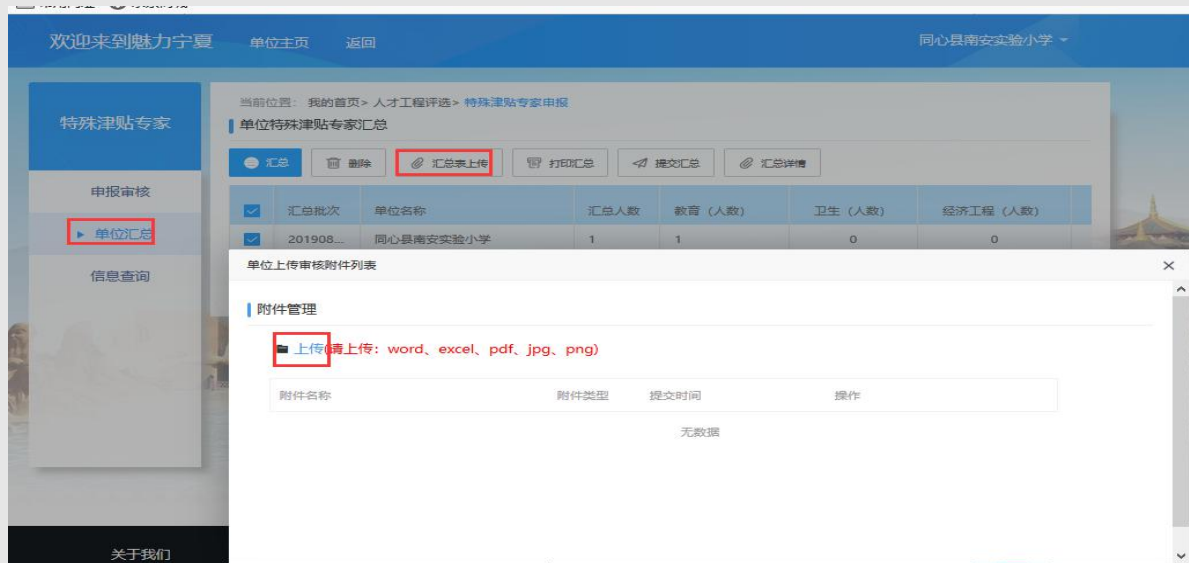 欢迎来到魅力宁夏 单位主页 返回 同心县南安实验小学
特殊津贴专家
申报审核
单位汇总
信息查询
当前位置: 我的首页> 人才工程评选> 特殊津贴专家申报
单位特殊津贴专家汇总
汇总 删除 汇总表上传 打印汇总 提交汇总 汇总详情
汇总批次 单位名称 汇总人数 教育 (人数) 卫生 (人数) 经济工程 (人数)
201908... 同心县南安实验小学 1 1 0 0
单位上传审核附件列表
附件管理
上传(请上传: word、excel、pdf、jpg、png)
附件名称 附件类型 提交时间 操作
无数据
关于我们